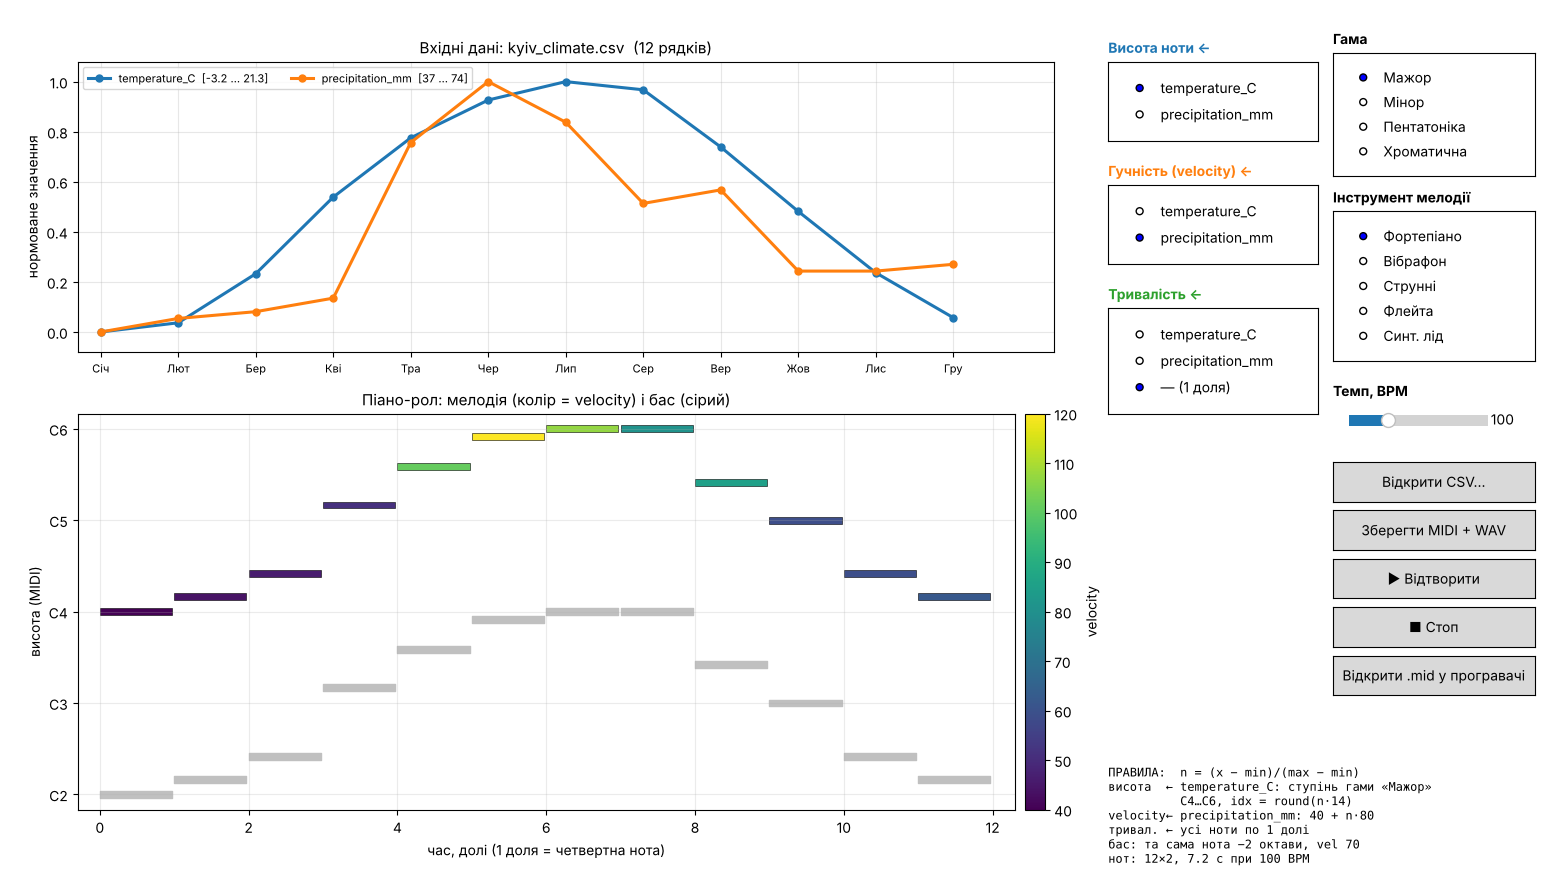 Вхідні дані: kyiv_climate.csv (12 рядків)
temperature_C [-3.2 ... 21.3]
precipitation_mm [37 ... 74]
нормоване значення
1.0
0.8
0.6
0.4
0.2
0.0
Січ Лют Бер Кві Тра Чер Лип Сер Вер Жов Лис Гру
Піано-рол: мелодія (колір = velocity) і бас (сірий)
висота (MIDI)
C6
C5
C4
C3
C2
0 2 4 6 8 10 12
час, долі (1 доля = четвертна нота)
120
110
100
90
80
70
60
50
40
velocity
Висота ноти ←
temperature_C
precipitation_mm
Гучність (velocity) ←
temperature_C
precipitation_mm
Тривалість ←
temperature_C
precipitation_mm
— (1 доля)
Гама
Мажор
Мінор
Пентатоніка
Хроматична
Інструмент мелодії
Фортепіано
Вібрафон
Струнні
Флейта
Синт. лід
Темп, BPM
100
Відкрити CSV...
Зберегти MIDI + WAV
▶ Відтворити
■ Стоп
Відкрити .mid у програвачі
ПРАВИЛА: n = (x − min)/(max − min)
висота ← temperature_C: ступінь гами «Мажор»
C4…C6, idx = round(n·14)
velocity← precipitation_mm: 40 + n·80
тривал. ← усі ноти по 1 долі
бас: та сама нота −2 октави, vel 70
нот: 12×2, 7.2 с при 100 BPM